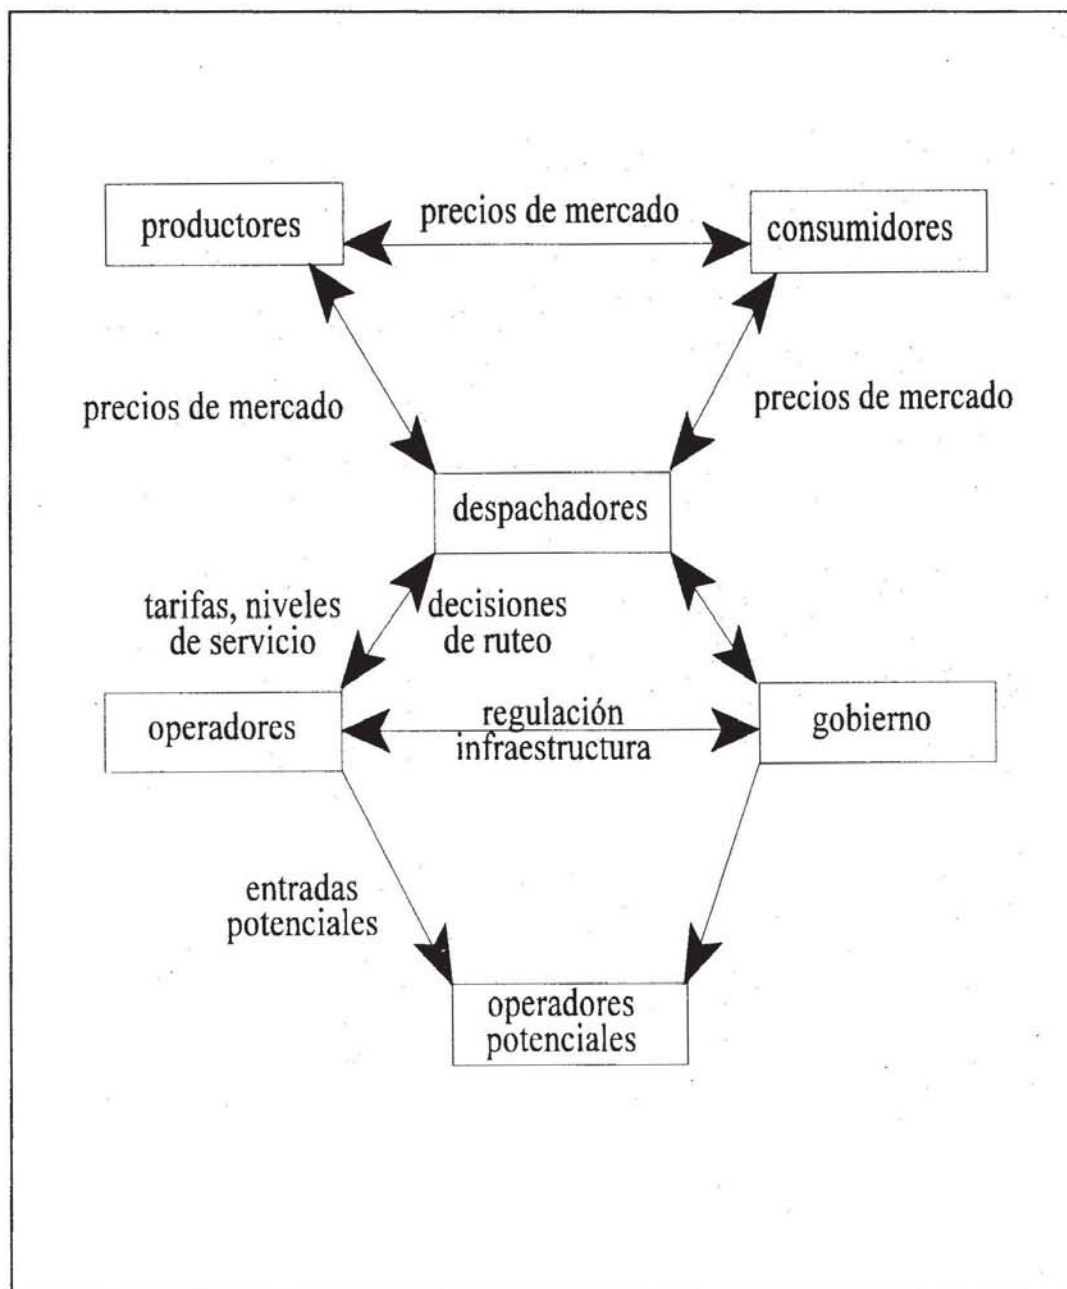 productores
precios de mercado
consumidores
precios de mercado
precios de mercado
despachadores
tarifas, niveles
de servicio
decisiones
de ruteo
operadores
regulación
infraestructura
gobierno
entradas
potenciales
operadores
potenciales